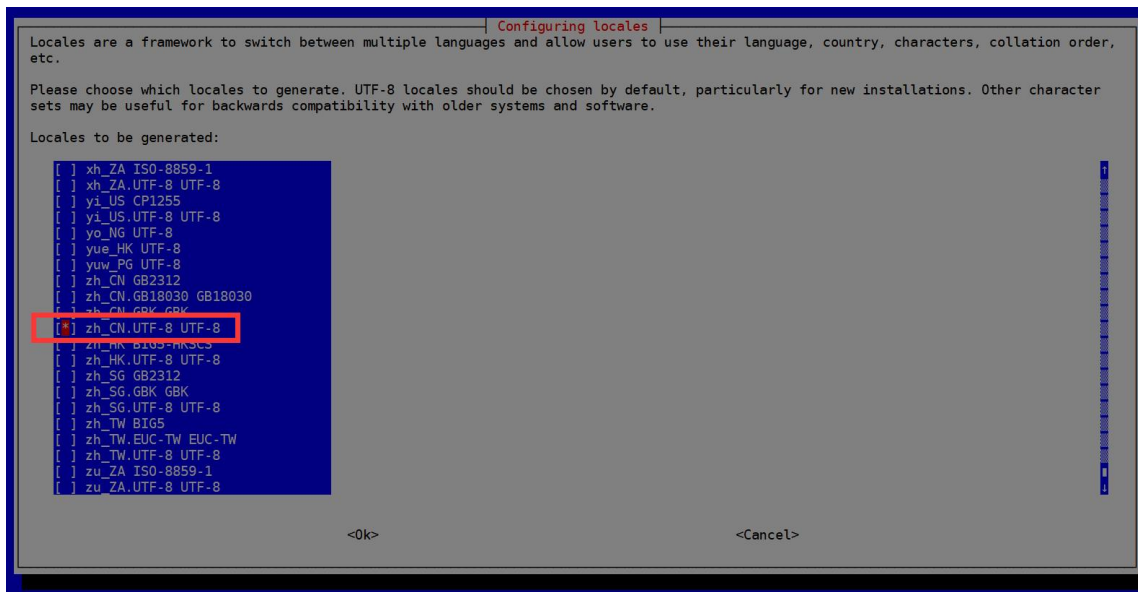 Configuring locales
Locales are a framework to switch between multiple languages and allow users to use their language, country, characters, collation order,
etc.
Please choose which locales to generate. UTF-8 locales should be chosen by default, particularly for new installations. Other character
sets may be useful for backwards compatibility with older systems and software.
Locales to be generated:
[ ] xh_ZA ISO-8859-1
[ ] xh_ZA.UTF-8 UTF-8
[ ] yi_US CP1255
[ ] yi_US.UTF-8 UTF-8
[ ] yo_NG UTF-8
[ ] yue_HK UTF-8
[ ] yuw_PG UTF-8
[ ] zh_CN GB2312
[ ] zh_CN.GB18030 GB18030
[ ] zh_CN.GBK GBK
[*] zh_CN.UTF-8 UTF-8
[ ] zh_HK BIG5-HKSCS
[ ] zh_HK.UTF-8 UTF-8
[ ] zh_SG GB2312
[ ] zh_SG.GBK GBK
[ ] zh_SG.UTF-8 UTF-8
[ ] zh_TW BIG5
[ ] zh_TW.EUC-TW EUC-TW
[ ] zh_TW.UTF-8 UTF-8
[ ] zu_ZA ISO-8859-1
[ ] zu_ZA.UTF-8 UTF-8
<Ok> <Cancel>